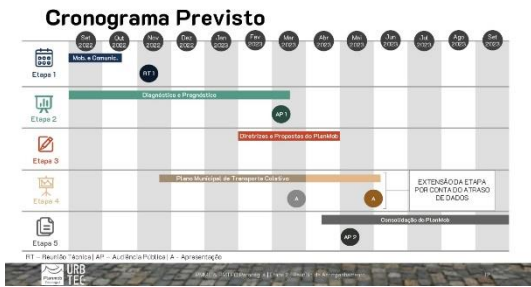 Cronograma Previsto
Set 2022
Out 2022
Nov 2022
Dez 2022
Jan 2023
Fev 2023
Mar 2023
Abr 2023
Mai 2023
Jun 2023
Jul 2023
Ago 2023
Set 2023
Mob. e Comunic.
Etapa 1
RT 1
Diagnóstico e Prognóstico
Etapa 2
AP 1
Diretrizes e Propostas do PlanMob
Etapa 3
Plano Municipal de Transporte Coletivo
Etapa 4
A
A
EXTENSÃO DA ETAPA
POR CONTA DO ATRASO
DE DADOS
Consolidação do PlanMob
Etapa 5
AP 2
RT - Reunião Técnica | AP - Audiência Pública | A - Apresentação
URB
TEC